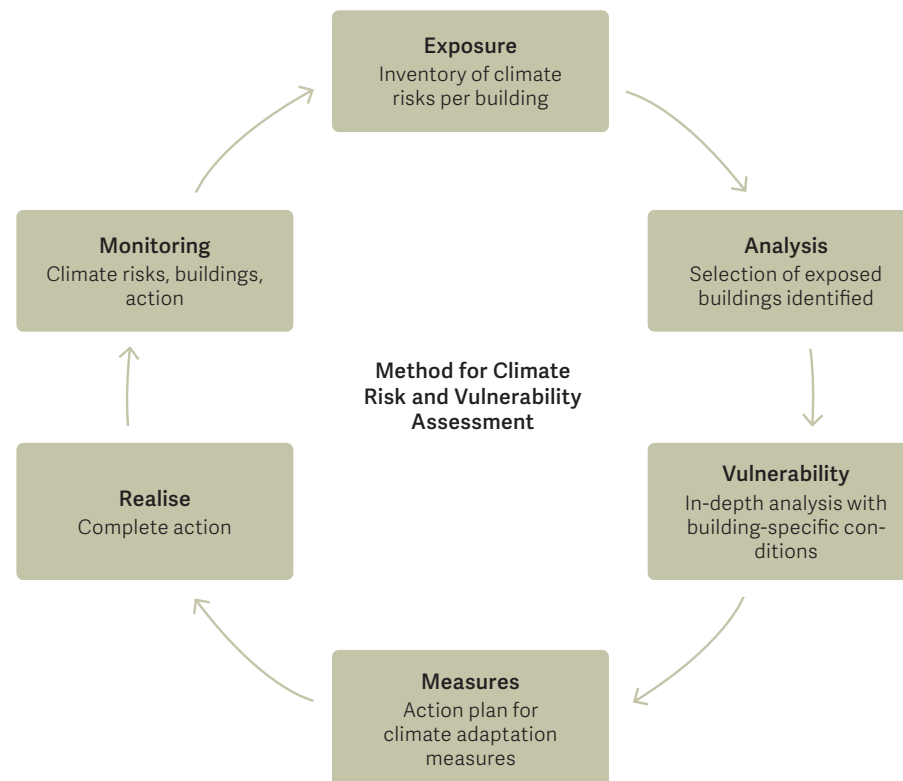 Exposure
Inventory of climate
risks per building
Monitoring
Climate risks, buildings,
action
Analysis
Selection of exposed
buildings identified
Method for Climate
Risk and Vulnerability
Assessment
Realise
Complete action
Vulnerability
In-depth analysis with
building-specific con-
ditions
Measures
Action plan for
climate adaptation
measures